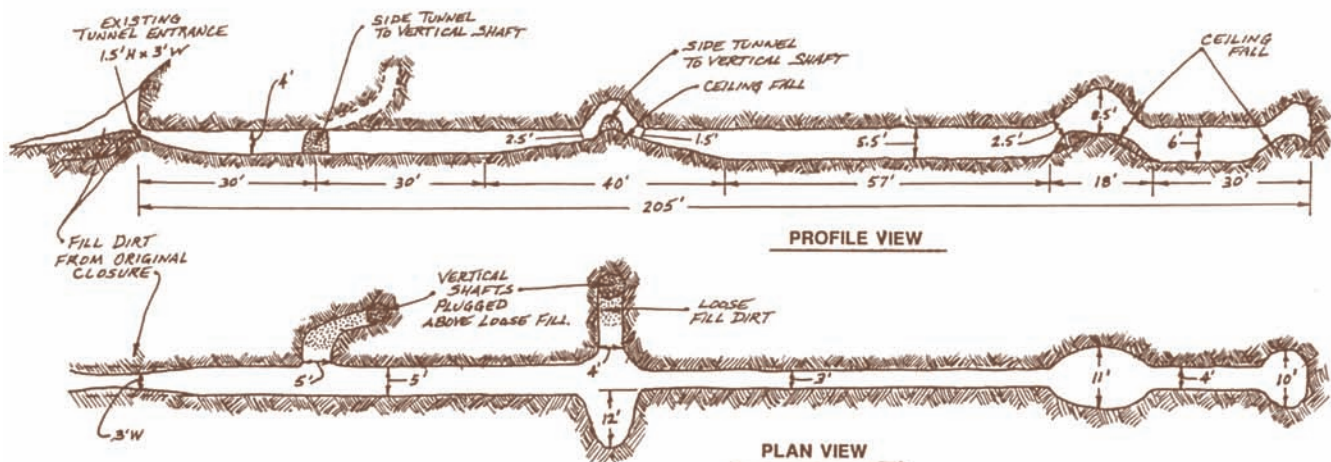 EXISTING
TUNNEL ENTRANCE
1.5'H x 3'W
SIDE TUNNEL
TO VERTICAL SHAFT
4'
SIDE TUNNEL
TO VERTICAL SHAFT
CEILING FALL
CEILING
FALL
2.5'
1.5'
5.5'
2.5'
8.5'
6'
30'
30'
40'
57'
18'
30'
205'
PROFILE VIEW
FILL DIRT
FROM ORIGINAL
CLOSURE
VERTICAL
SHAFTS
PLUGGED
ABOVE LOOSE FILL.
LOOSE
FILL DIRT
5'
5'
4'
3'
11'
4'
10'
12'
3'W
PLAN VIEW